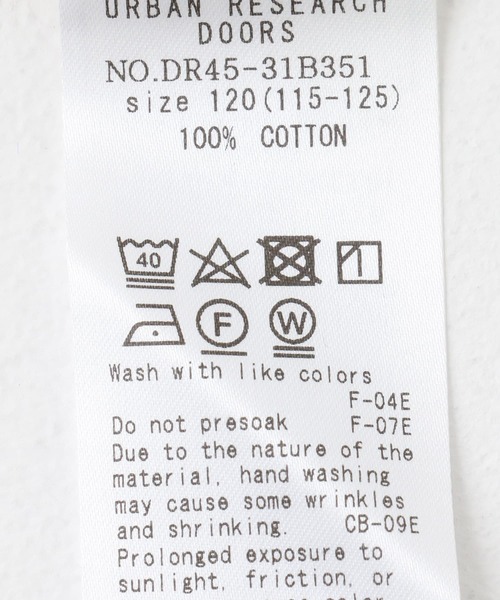 URBAN RESEARCH
DOORS
NO.DR45-31B351
size 120(115-125)
100% COTTON
40
F W
Wash with like colors
F-04E
Do not presoak F-07E
Due to the nature of the
material, hand washing
may cause some wrinkles
and shrinking. CB-09E
Prolonged exposure to
sunlight, friction, or